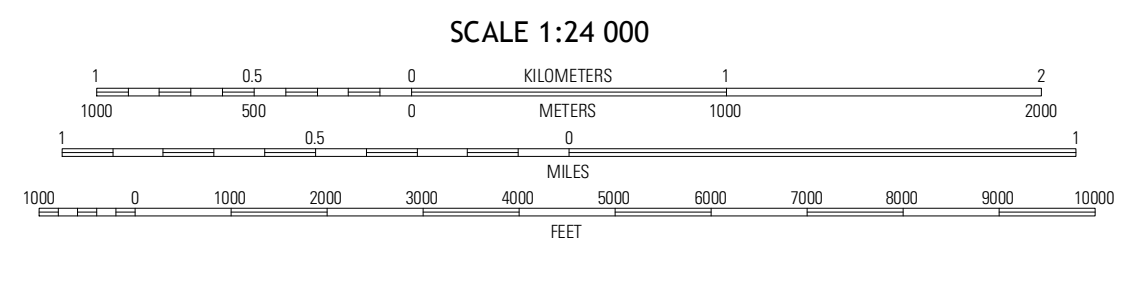 SCALE 1:24 000
1 0.5 0 KILOMETERS 1 2
1000 500 0 METERS 1000 2000
1 0.5 0 1
MILES
1000 0 1000 2000 3000 4000 5000 6000 7000 8000 9000 10000
FEET